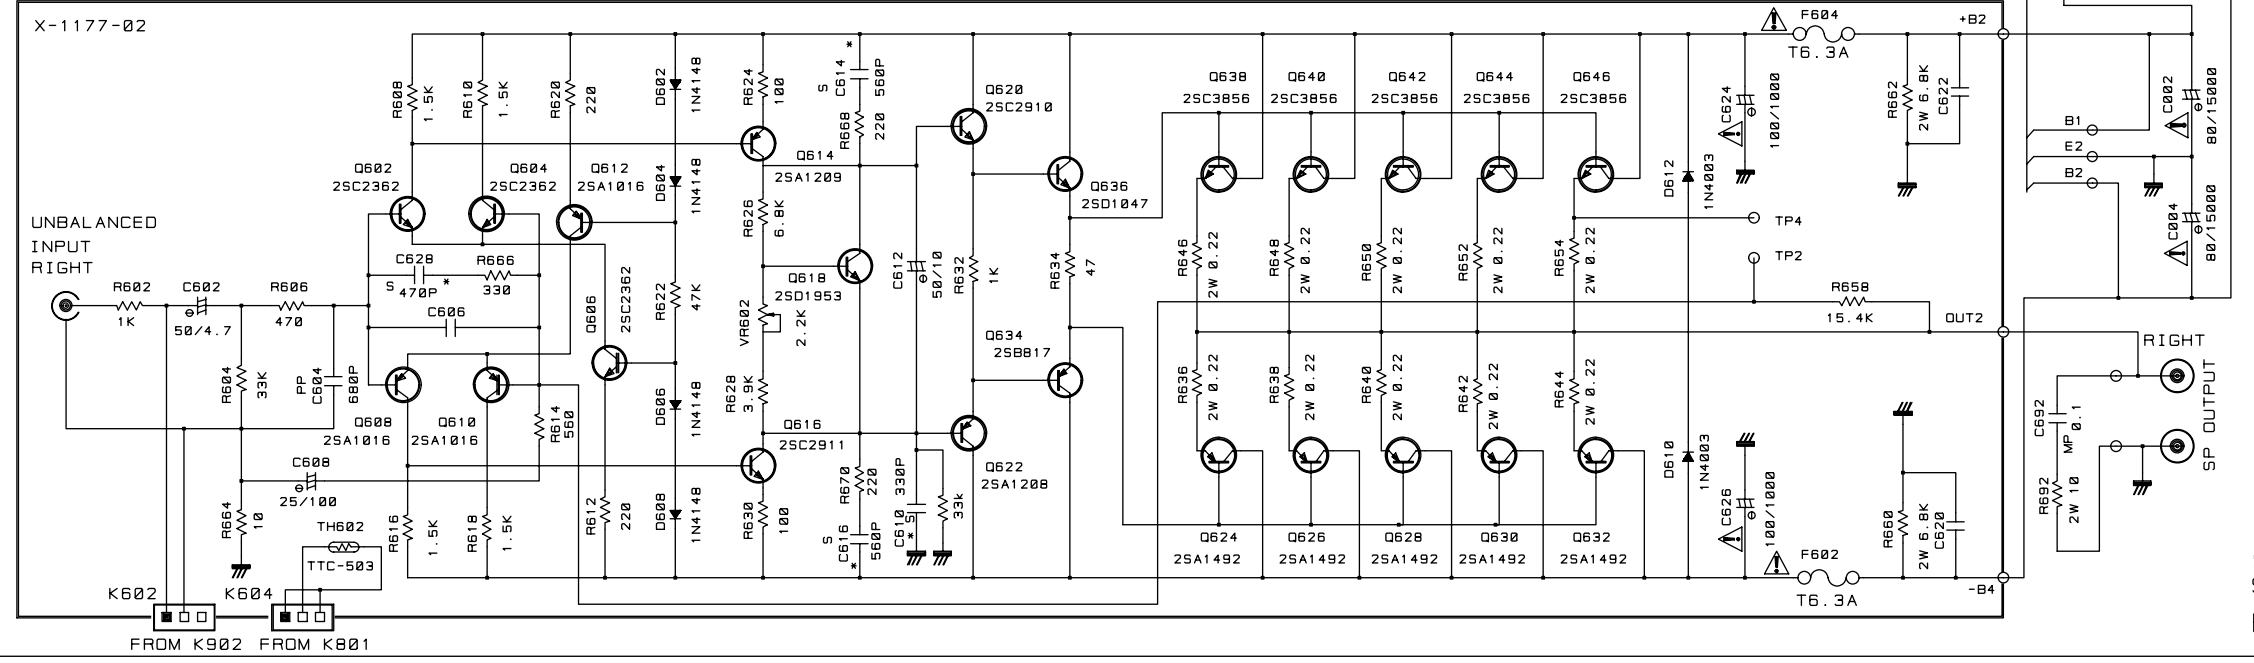 X-1177-02
F604
T6.3A
+B2
R608
1.5K
R610
1.5K
R620
220
D602
1N4148
R624
100
*
S
C614
560P
R668
220
Q620
2SC2910
Q638
2SC3856
Q640
2SC3856
Q642
2SC3856
Q644
2SC3856
Q646
2SC3856
C624
100/1000
R662
2W 6.8K
C622
C002
80/15000
B1
E2
B2
Q602
2SC2362
Q604
2SC2362
Q612
2SA1016
D604
1N4148
Q614
2SA1209
R626
6.8K
Q636
2SD1047
D612
1N4003
TP4
TP2
C004
80/15000
UNBALANCED
INPUT
RIGHT
C628
S 470P *
R666
330
Q606
2SC2362
R622
47K
Q618
2SD1953
C612
50/10
R632
1K
R634
47
R646
2W 0.22
R648
2W 0.22
R650
2W 0.22
R652
2W 0.22
R654
2W 0.22
R602
1K
C602
50/4.7
R606
470
C606
VR602
2.2K
Q634
2SB817
R658
15.4K
OUT2
RIGHT
R604
33K
PP
C604
680P
Q608
2SA1016
Q610
2SA1016
R614
560
D606
1N4148
R628
3.9K
Q616
2SC2911
R636
2W 0.22
R638
2W 0.22
R640
2W 0.22
R642
2W 0.22
R644
2W 0.22
C692
MP 0.1
SP OUTPUT
C608
25/100
R664
10
TH602
TTC-503
R616
1.5K
R618
1.5K
R612
220
D608
1N4148
R630
100
R670
220
S
C616
560P
*
330P
C610
S
*
33k
Q622
2SA1208
Q624
2SA1492
Q626
2SA1492
Q628
2SA1492
Q630
2SA1492
Q632
2SA1492
D610
1N4003
C626
100/1000
F602
T6.3A
R660
2W 6.8K
C620
R692
2W 10
-B4
K602
K604
FROM K902
FROM K801